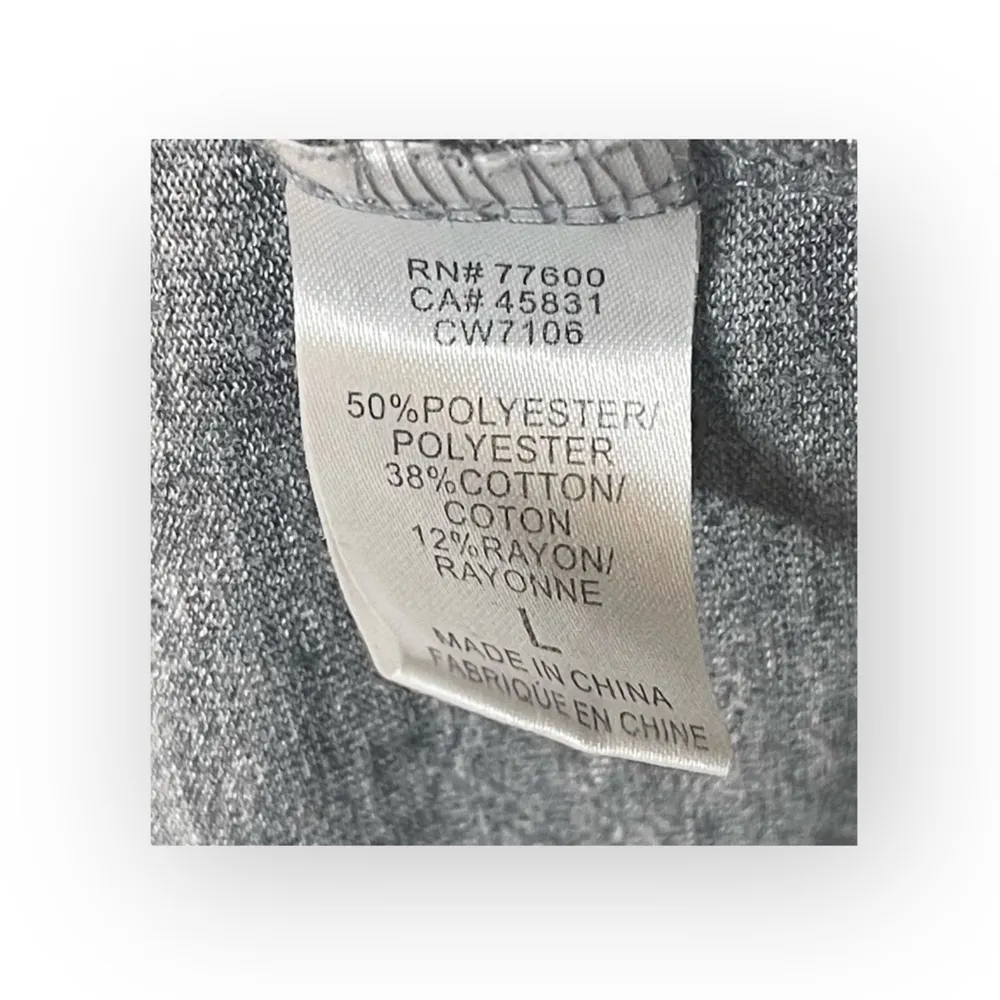 RN# 77600
CA# 45831
CW7106
50%POLYESTER/
POLYESTER
38%COTTON/
COTON
12%RAYON/
RAYONNE
L
MADE IN CHINA
FABRIQUE EN CHINE